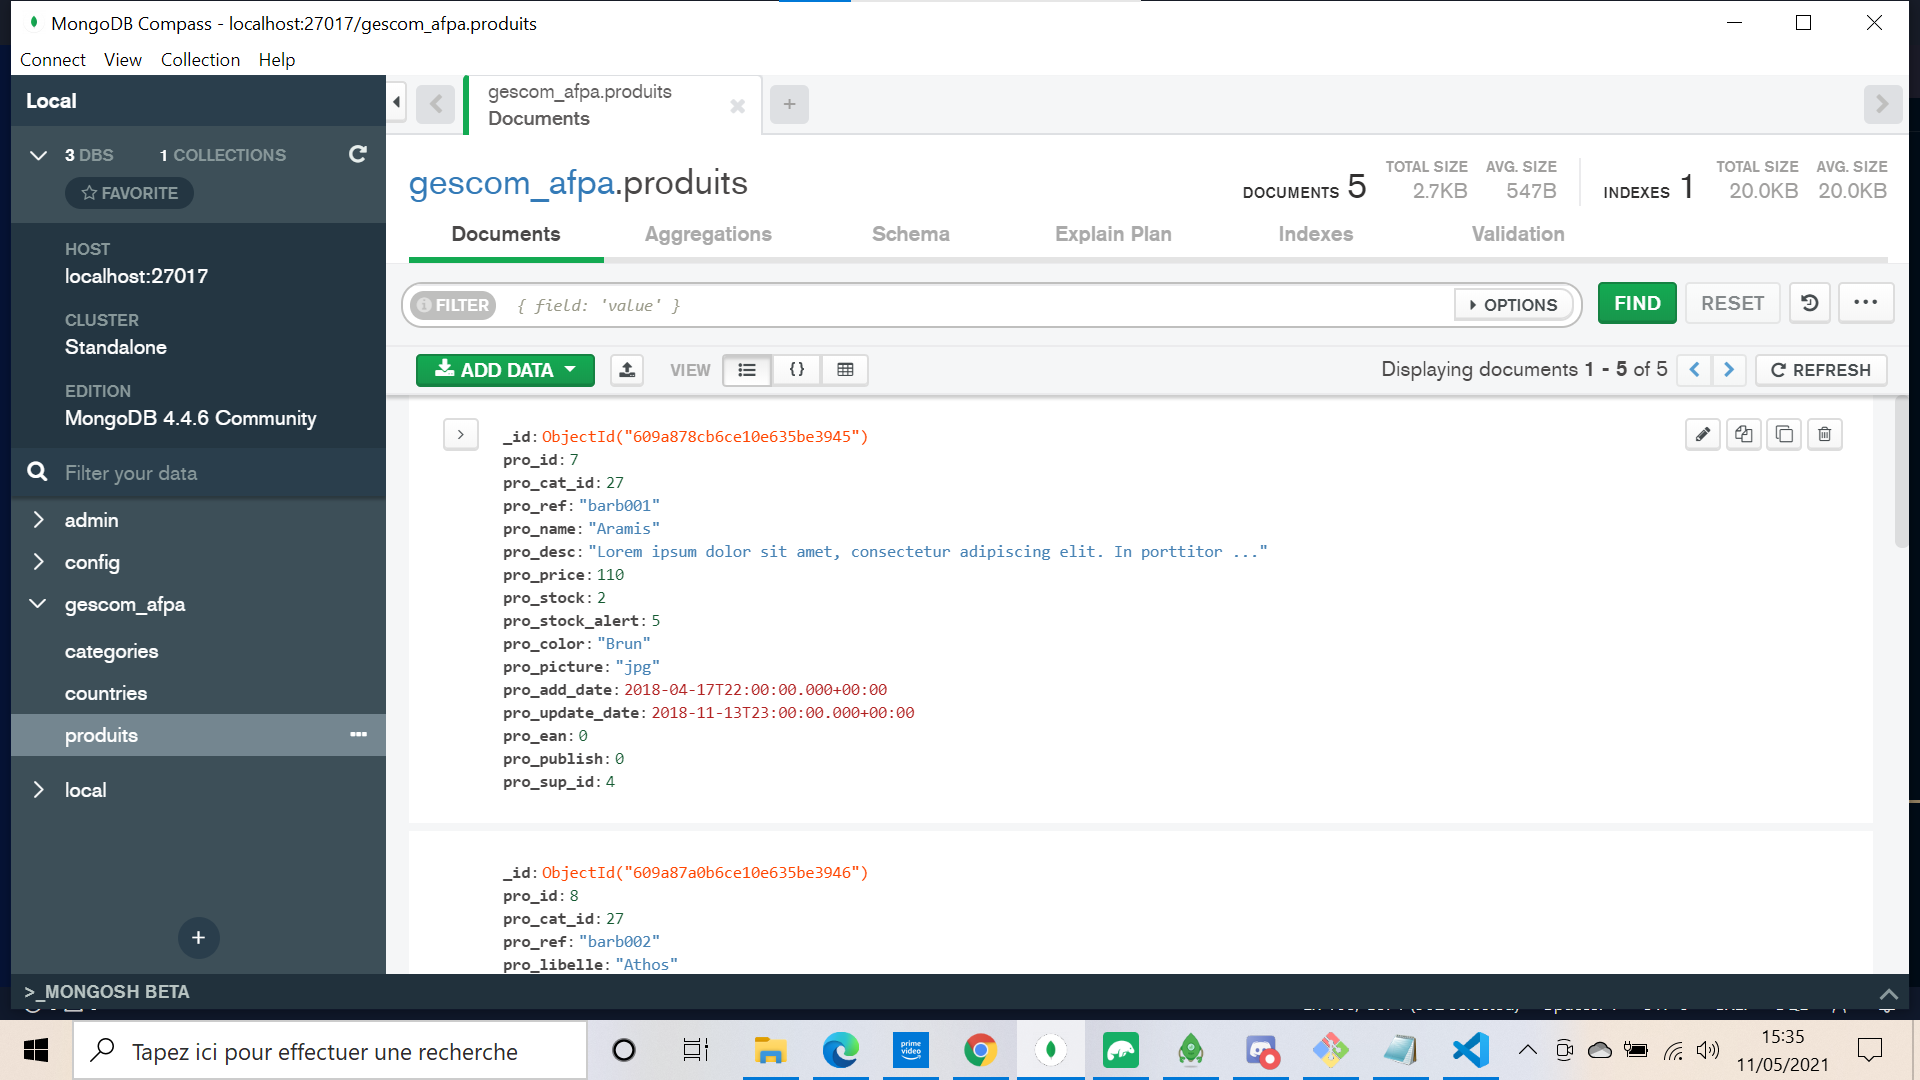 MongoDB Compass - localhost:27017/gescom_afpa.produits
Connect View Collection Help
Local
3 DBS 1 COLLECTIONS
FAVORITE
HOST
localhost:27017
CLUSTER
Standalone
EDITION
MongoDB 4.4.6 Community
Filter your data
admin
config
gescom_afpa
categories
countries
produits
local
gescom_afpa.produits
Documents
gescom_afpa.produits
DOCUMENTS 5
TOTAL SIZE
2.7KB
AVG. SIZE
547B
INDEXES 1
TOTAL SIZE
20.0KB
AVG. SIZE
20.0KB
Documents Aggregations Schema Explain Plan Indexes Validation
FILTER { field: 'value' } OPTIONS FIND RESET
ADD DATA VIEW {} Displaying documents 1 - 5 of 5 REFRESH
_id: ObjectId("609a878cb6ce10e635be3945")
pro_id: 7
pro_cat_id: 27
pro_ref: "barb001"
pro_name: "Aramis"
pro_desc: "Lorem ipsum dolor sit amet, consectetur adipiscing elit. In porttitor ..."
pro_price: 110
pro_stock: 2
pro_stock_alert: 5
pro_color: "Brun"
pro_picture: "jpg"
pro_add_date: 2018-04-17T22:00:00.000+00:00
pro_update_date: 2018-11-13T23:00:00.000+00:00
pro_ean: 0
pro_publish: 0
pro_sup_id: 4
_id: ObjectId("609a87a0b6ce10e635be3946")
pro_id: 8
pro_cat_id: 27
pro_ref: "barb002"
pro_libelle: "Athos"
>_MONGOSH BETA
Tapez ici pour effectuer une recherche
prime video
15:35
11/05/2021